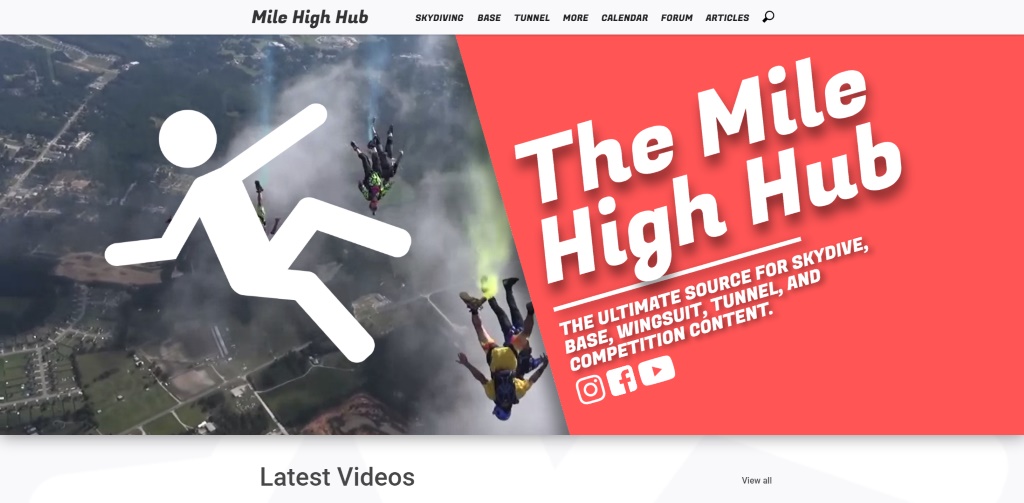 Mile High Hub
SKYDIVING BASE TUNNEL MORE CALENDAR FORUM ARTICLES
The Mile
High Hub
THE ULTIMATE SOURCE FOR SKYDIVE,
BASE, WINGSUIT, TUNNEL, AND
COMPETITION CONTENT.
Latest Videos
View all